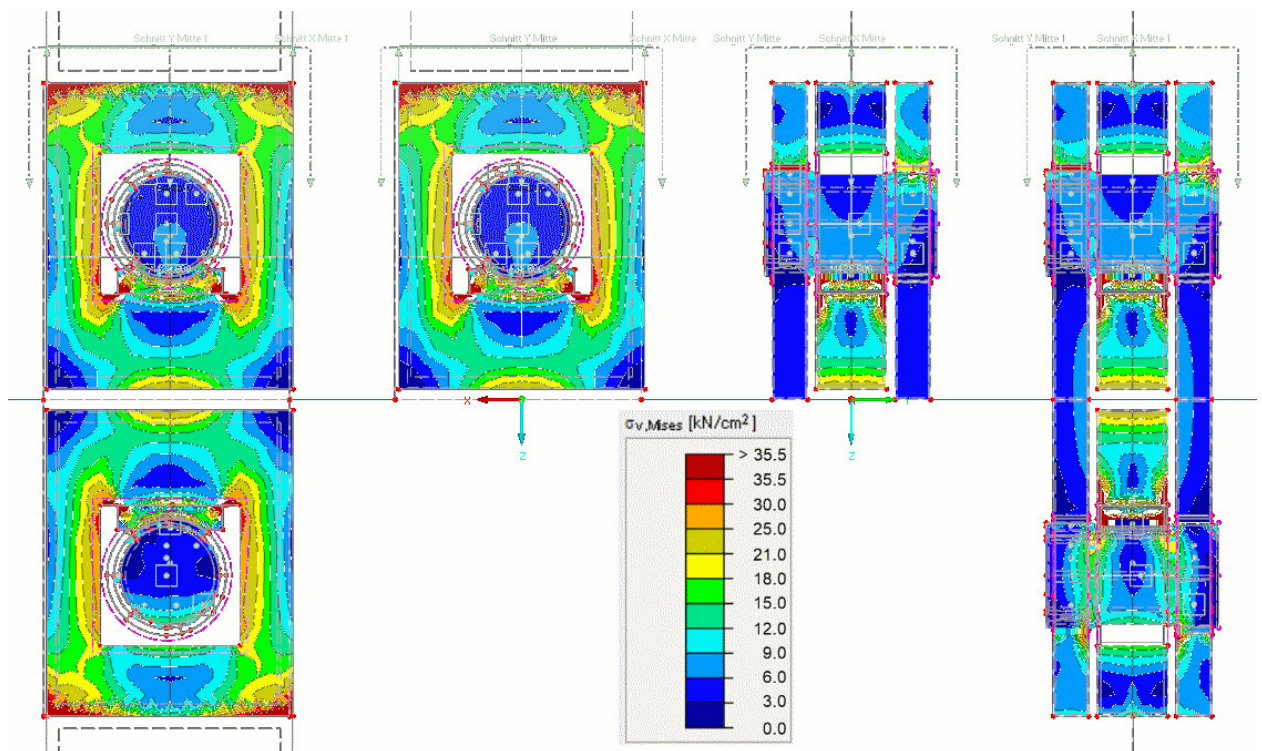 Schnitt Y Mitte 1
Schnitt X Mitte 1
Schnitt Y Mitte
Schnitt X Mitte
Schnitt Y Mitte
Schnitt X Mitte
Schnitt Y Mitte 1
Schnitt X Mitte 1
X
Z
Z
σv,Mises [kN/cm²]
> 35.5
35.5
30.0
25.0
21.0
18.0
15.0
12.0
9.0
6.0
3.0
0.0